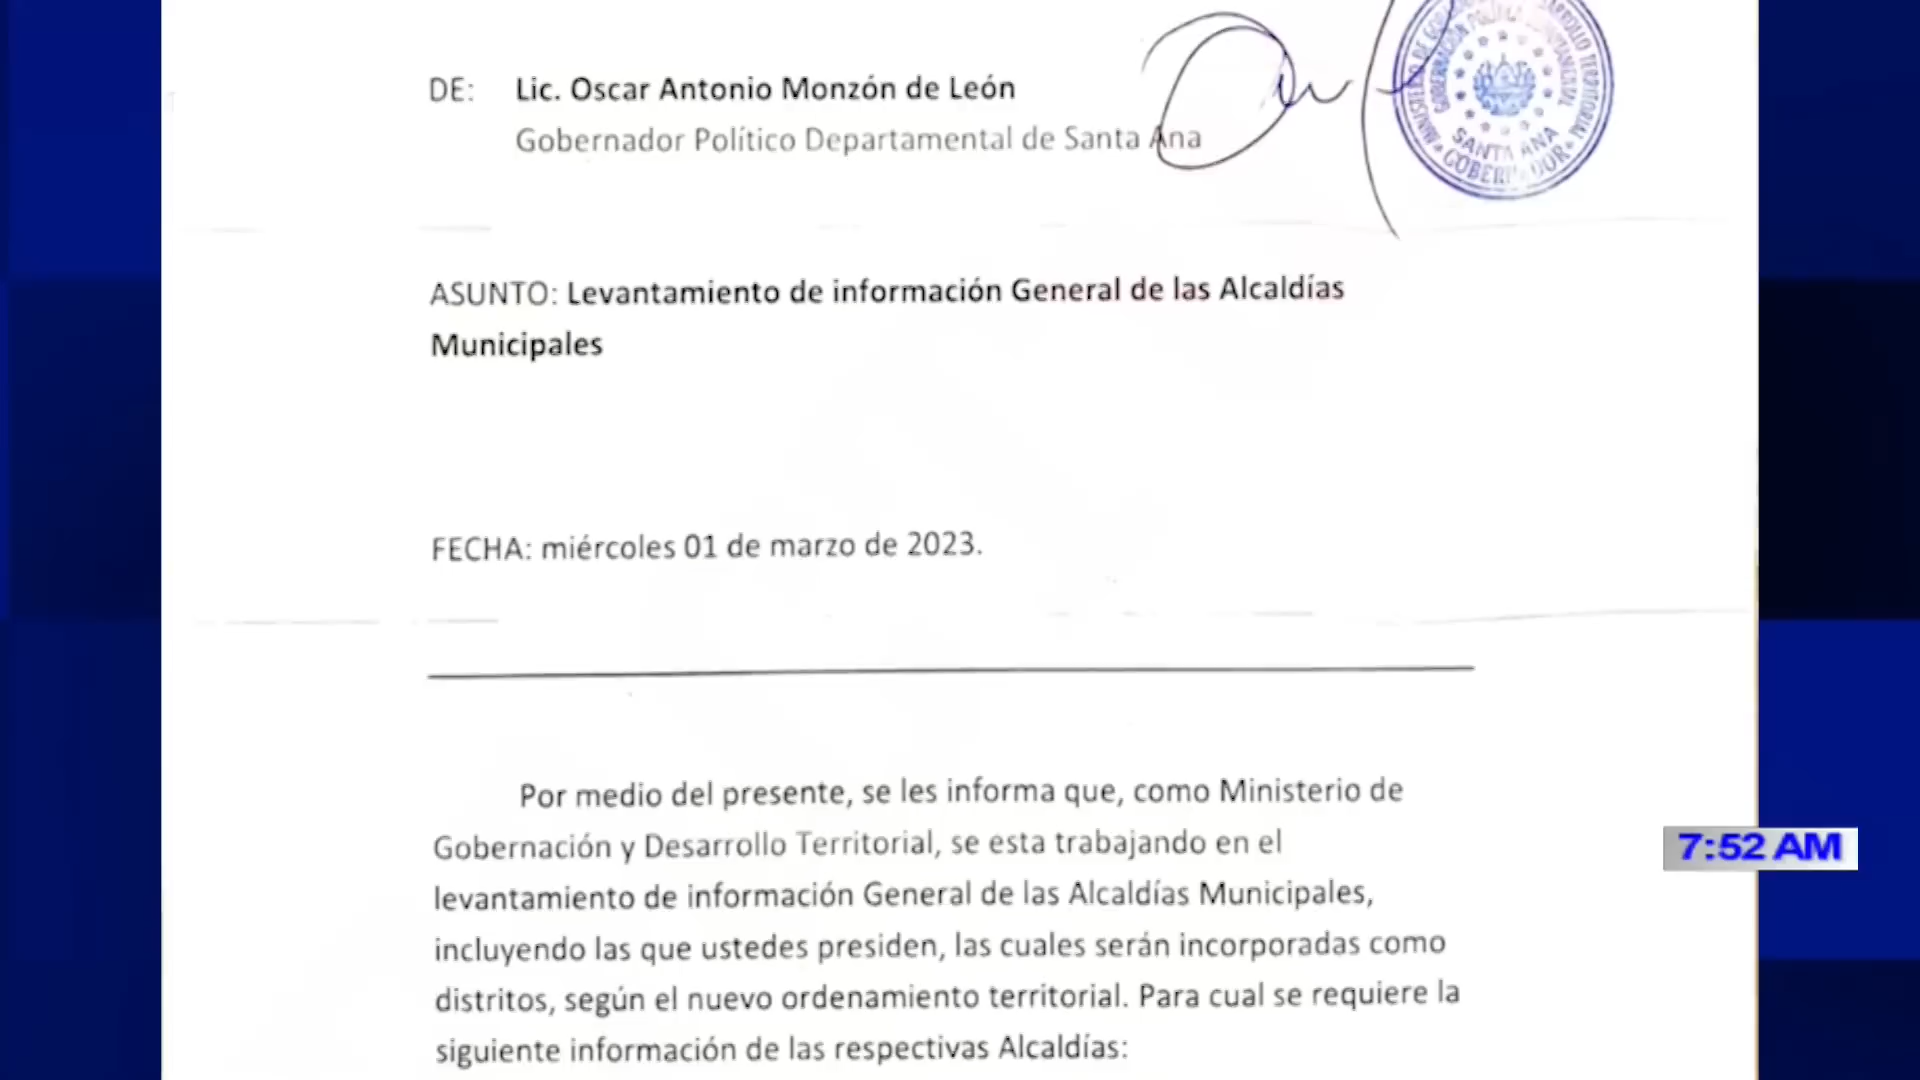 DE: Lic. Oscar Antonio Monzón de León
Gobernador Político Departamental de Santa Ana
SANTA ANA
GOBERNADOR
ASUNTO: Levantamiento de información General de las Alcaldías
Municipales
FECHA: miércoles 01 de marzo de 2023.
Por medio del presente, se les informa que, como Ministerio de
Gobernación y Desarrollo Territorial, se esta trabajando en el
levantamiento de información General de las Alcaldías Municipales,
incluyendo las que ustedes presiden, las cuales serán incorporadas como
distritos, según el nuevo ordenamiento territorial. Para cual se requiere la
siguiente información de las respectivas Alcaldías:
7:52 AM